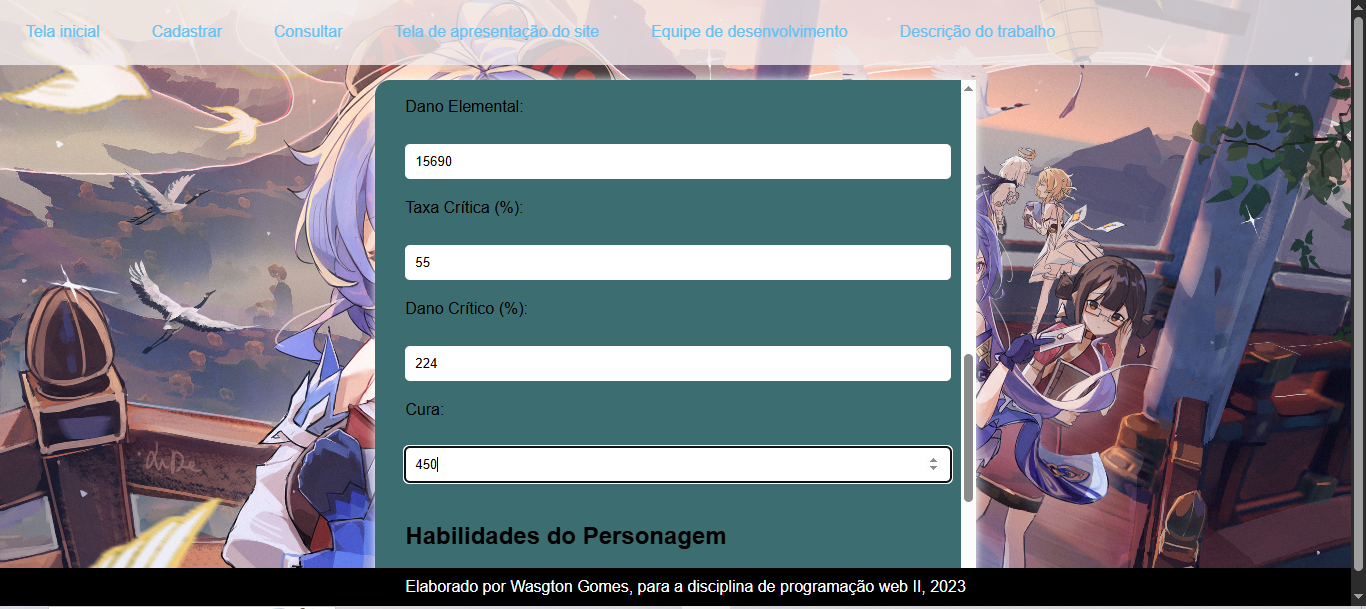 Tela inicial Cadastrar Consultar Tela de apresentação do site Equipe de desenvolvimento Descrição do trabalho
Dano Elemental:
15690
Taxa Crítica (%):
55
Dano Crítico (%):
224
Cura:
450
Habilidades do Personagem
Elaborado por Wasgton Gomes, para a disciplina de programação web II, 2023